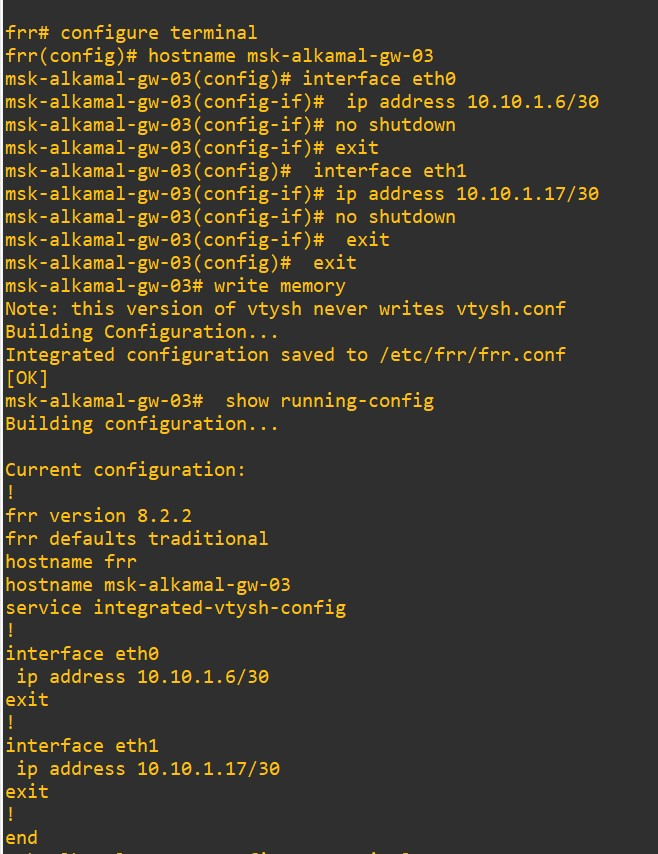 frr# configure terminal
frr(config)# hostname msk-alkamal-gw-03
msk-alkamal-gw-03(config)# interface eth0
msk-alkamal-gw-03(config-if)#  ip address 10.10.1.6/30
msk-alkamal-gw-03(config-if)# no shutdown
msk-alkamal-gw-03(config-if)# exit
msk-alkamal-gw-03(config)#  interface eth1
msk-alkamal-gw-03(config-if)# ip address 10.10.1.17/30
msk-alkamal-gw-03(config-if)# no shutdown
msk-alkamal-gw-03(config-if)#  exit
msk-alkamal-gw-03(config)#  exit
msk-alkamal-gw-03# write memory
Note: this version of vtysh never writes vtysh.conf
Building Configuration...
Integrated configuration saved to /etc/frr/frr.conf
[OK]
msk-alkamal-gw-03#  show running-config
Building configuration...

Current configuration:
!
frr version 8.2.2
frr defaults traditional
hostname frr
hostname msk-alkamal-gw-03
service integrated-vtysh-config
!
interface eth0
 ip address 10.10.1.6/30
exit
!
interface eth1
 ip address 10.10.1.17/30
exit
!
end